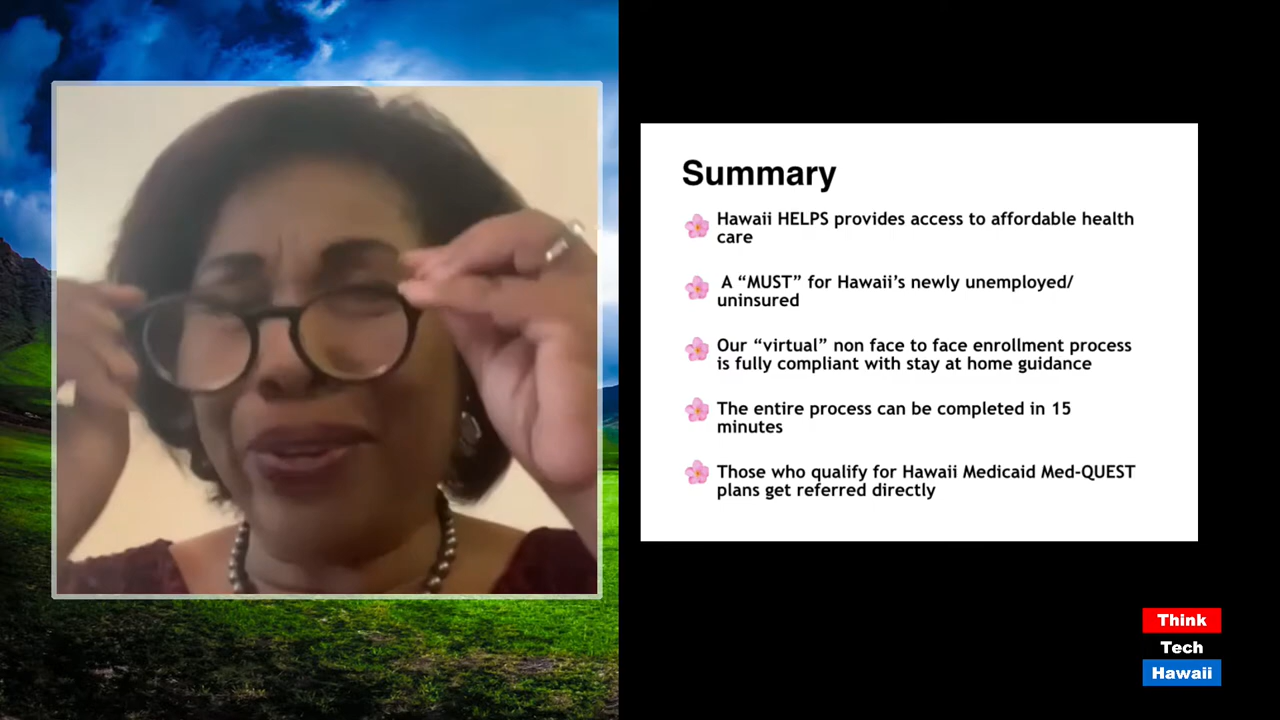 Summary
Hawaii HELPS provides access to affordable health
care
A “MUST” for Hawaii’s newly unemployed/
uninsured
Our “virtual” non face to face enrollment process
is fully compliant with stay at home guidance
The entire process can be completed in 15
minutes
Those who qualify for Hawaii Medicaid Med-QUEST
plans get referred directly
Think
Tech
Hawaii